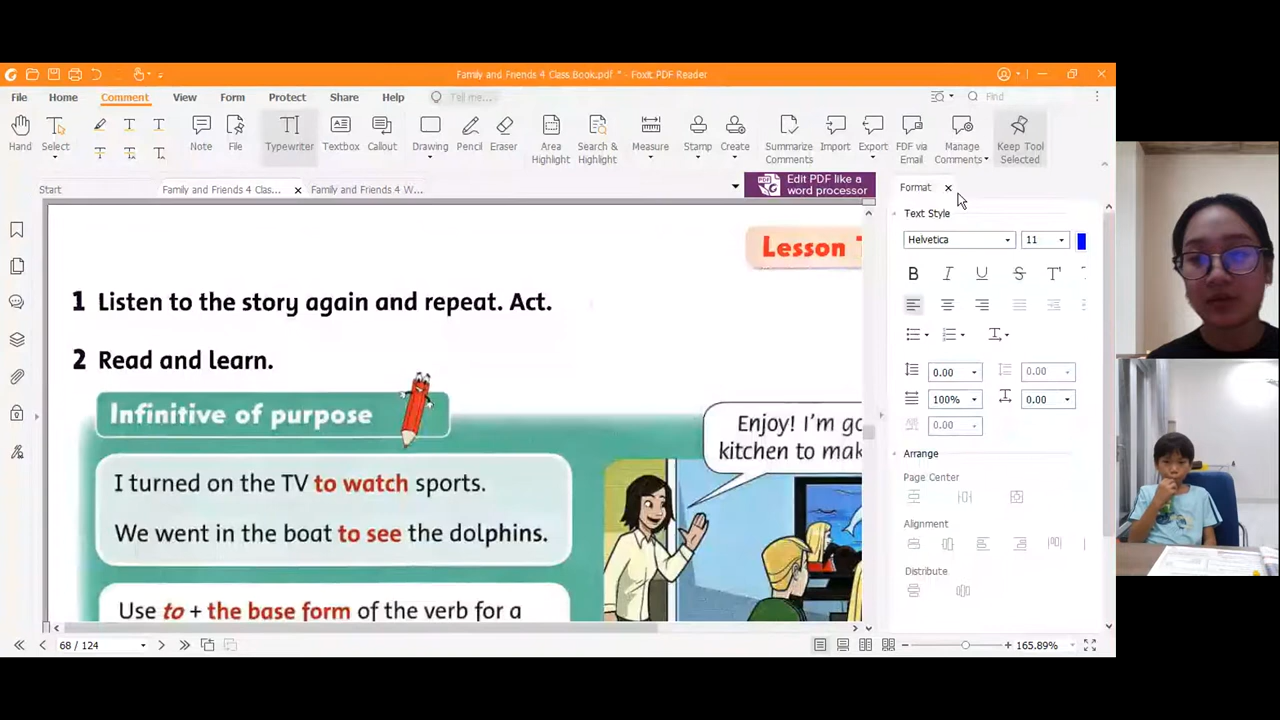 Family and Friends 4 Class Book.pdf * - Foxit PDF Reader
File Home Comment View Form Protect Share Help Tell me... Find
Hand Select Note File Typewriter Textbox Callout Drawing Pencil Eraser Area Highlight Search & Highlight Measure Stamp Create Summarize Comments Import Export PDF via Email Manage Comments Keep Tool Selected
Start Family and Friends 4 Clas... Family and Friends 4 W...
Edit PDF like a
word processor
Format
Text Style
Helvetica 11
0.00 0.00
100% 0.00
0.00
Arrange
Page Center
Alignment
Distribute
Lesson
1 Listen to the story again and repeat. Act.
2 Read and learn.
Infinitive of purpose
I turned on the TV to watch sports.
We went in the boat to see the dolphins.
Use to + the base form of the verb for a
Enjoy! I'm go
kitchen to mak
68 / 124
165.89%